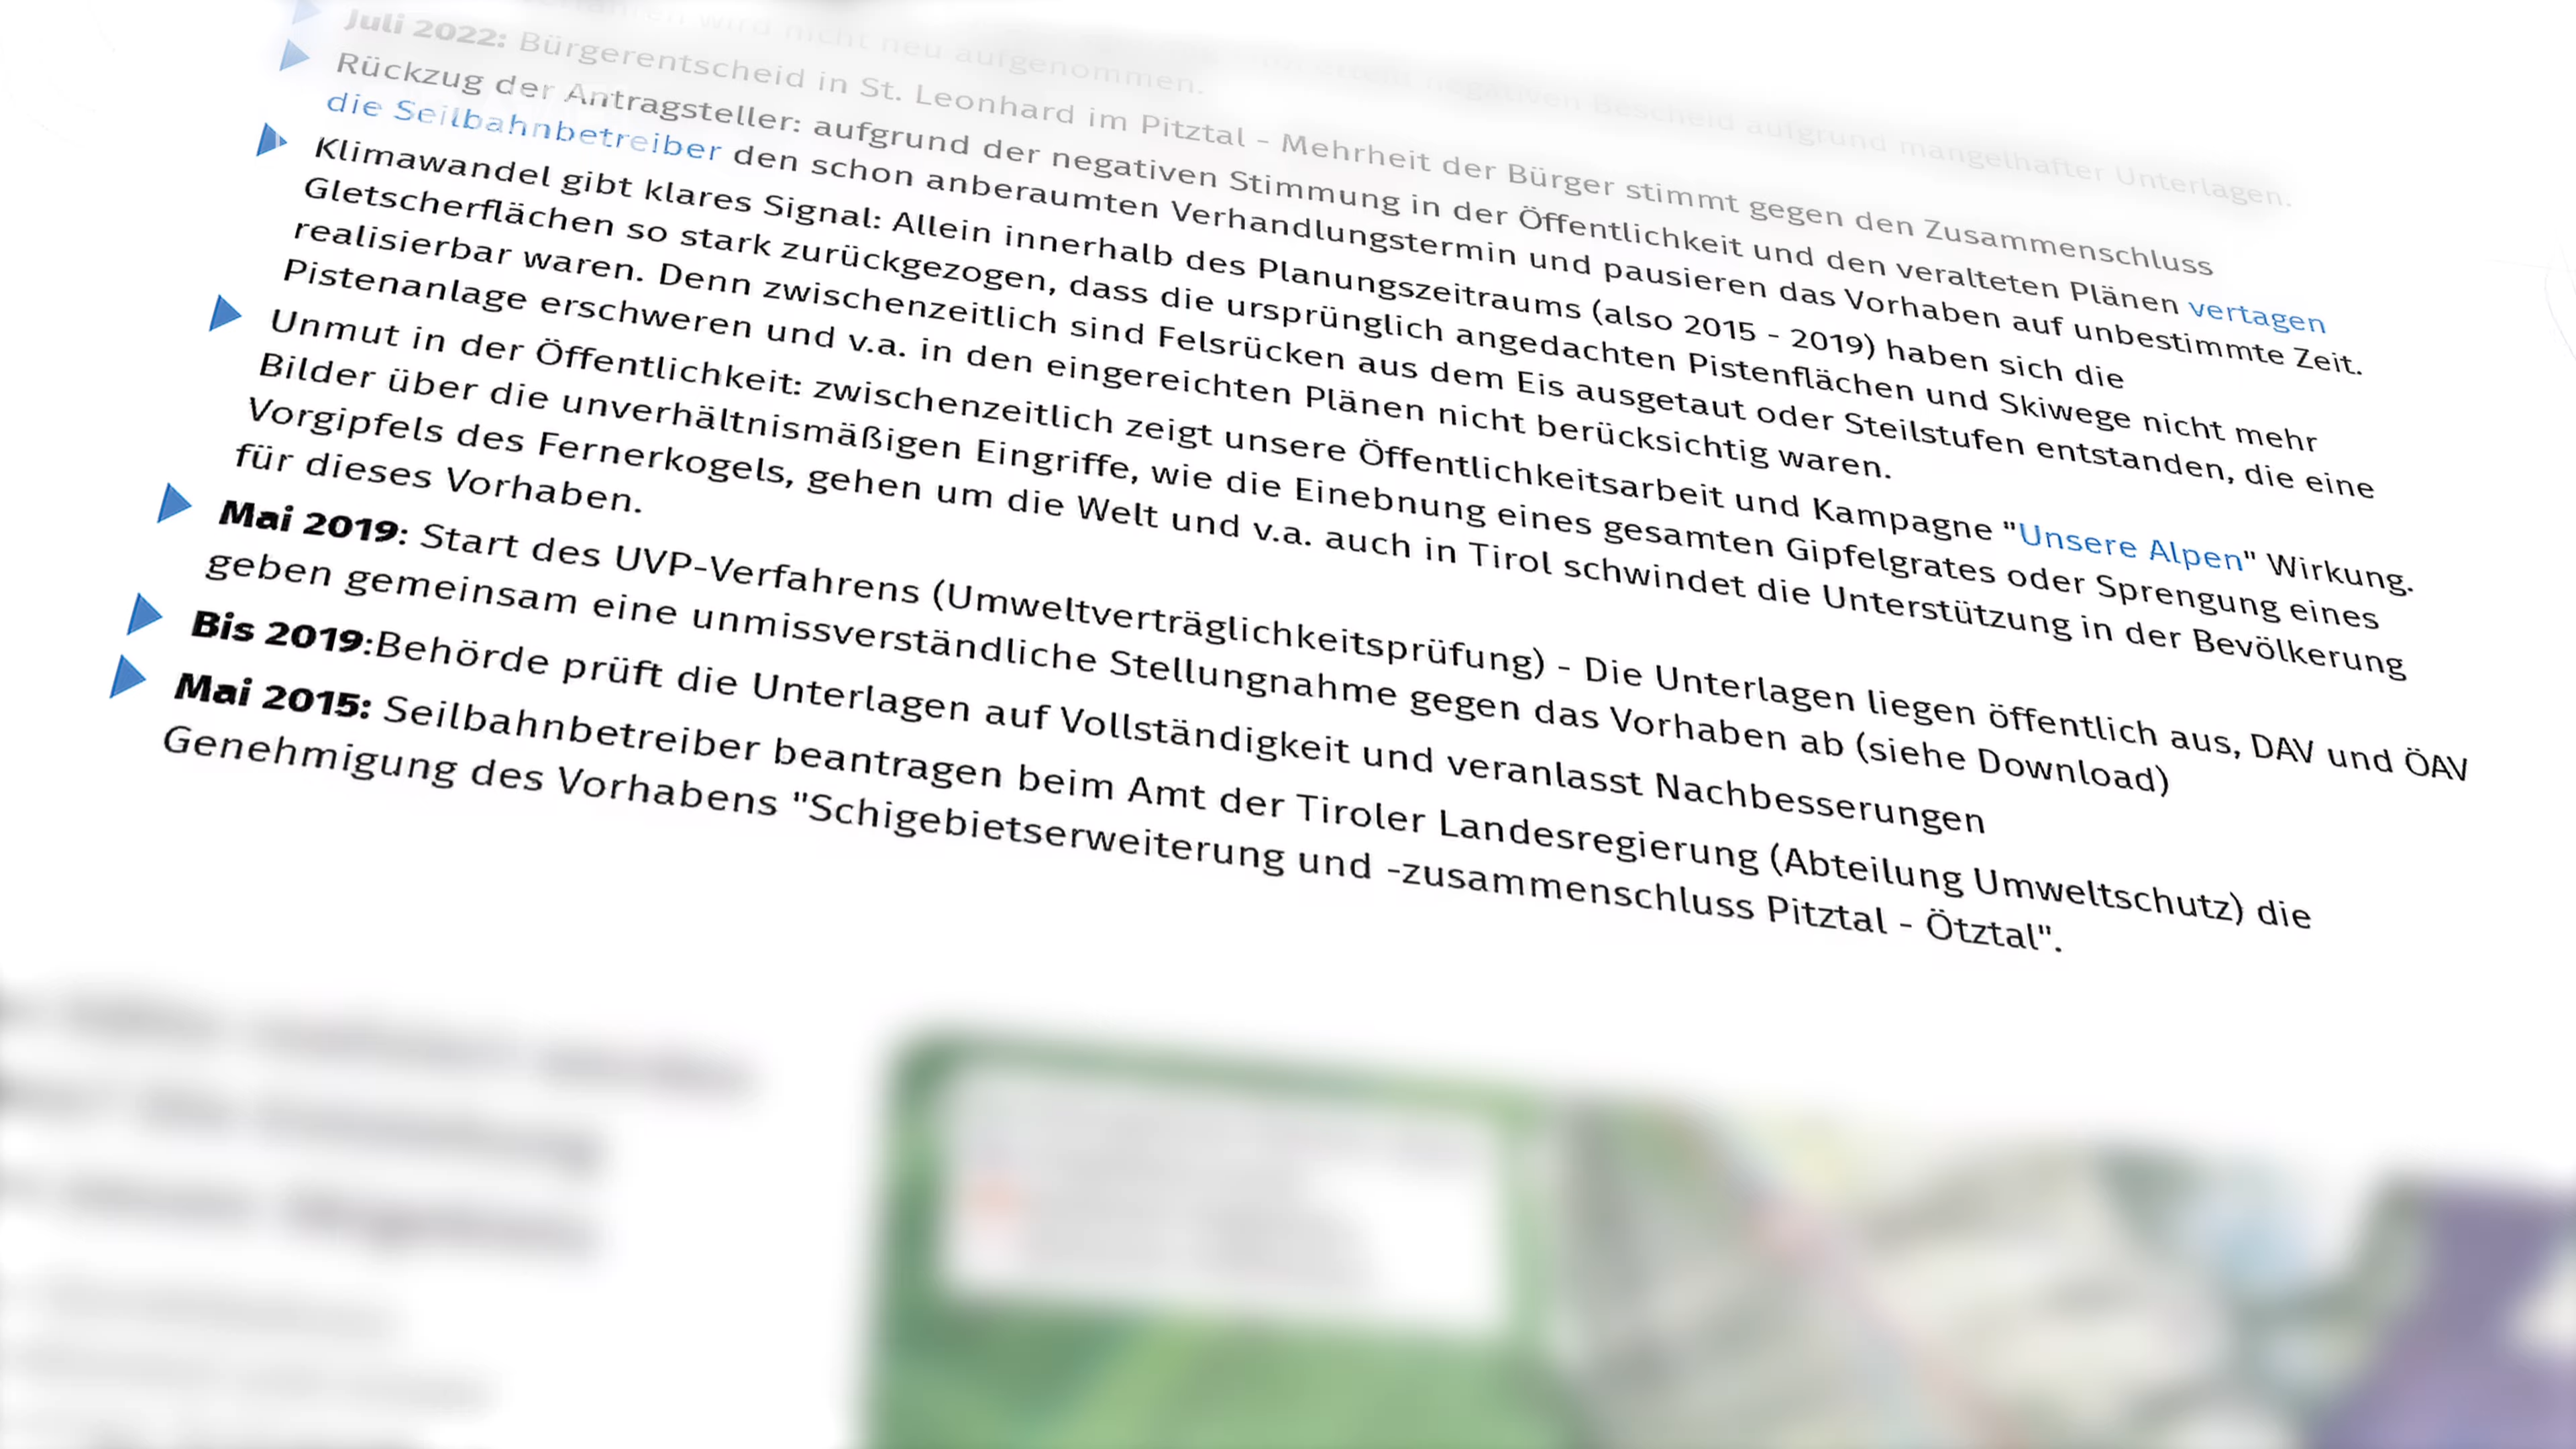 wird nicht neu aufgenommen. negativen Bescheid aufgrund mangelhafter Unterlagen.
Juli 2022: Bürgerentscheid in St. Leonhard im Pitztal - Mehrheit der Bürger stimmt gegen den Zusammenschluss
Rückzug der Antragsteller: aufgrund der negativen Stimmung in der Öffentlichkeit und den veralteten Plänen vertagen
die Seilbahnbetreiber den schon anberaumten Verhandlungstermin und pausieren das Vorhaben auf unbestimmte Zeit.
Klimawandel gibt klares Signal: Allein innerhalb des Planungszeitraums (also 2015 - 2019) haben sich die
Gletscherflächen so stark zurückgezogen, dass die ursprünglich angedachten Pistenflächen und Skiwege nicht mehr
realisierbar waren. Denn zwischenzeitlich sind Felsrücken aus dem Eis ausgetaut oder Steilstufen entstanden, die eine
Pistenanlage erschweren und v.a. in den eingereichten Plänen nicht berücksichtig waren.
Unmut in der Öffentlichkeit: zwischenzeitlich zeigt unsere Öffentlichkeitsarbeit und Kampagne "Unsere Alpen" Wirkung.
Bilder über die unverhältnismäßigen Eingriffe, wie die Einebnung eines gesamten Gipfelgrates oder Sprengung eines
Vorgipfels des Fernerkogels, gehen um die Welt und v.a. auch in Tirol schwindet die Unterstützung in der Bevölkerung
für dieses Vorhaben.
Mai 2019: Start des UVP-Verfahrens (Umweltverträglichkeitsprüfung) - Die Unterlagen liegen öffentlich aus, DAV und ÖAV
geben gemeinsam eine unmissverständliche Stellungnahme gegen das Vorhaben ab (siehe Download)
Bis 2019:Behörde prüft die Unterlagen auf Vollständigkeit und veranlasst Nachbesserungen
Mai 2015: Seilbahnbetreiber beantragen beim Amt der Tiroler Landesregierung (Abteilung Umweltschutz) die
Genehmigung des Vorhabens "Schigebietserweiterung und -zusammenschluss Pitztal - Ötztal".